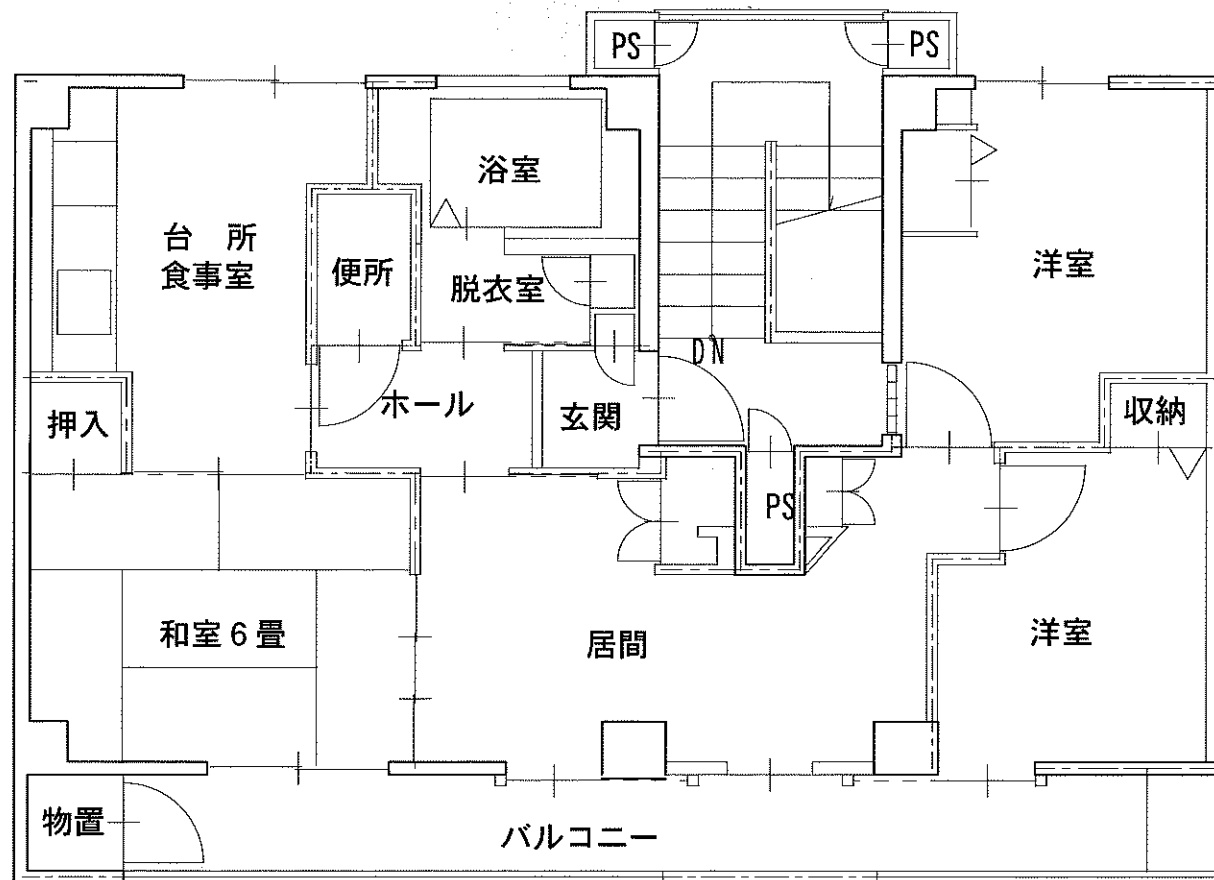 PS
PS
浴室
台 所
食事室
便所
脱衣室
洋室
DN
押入
ホール
玄関
収納
PS
和室6畳
居間
洋室
物置
バルコニー